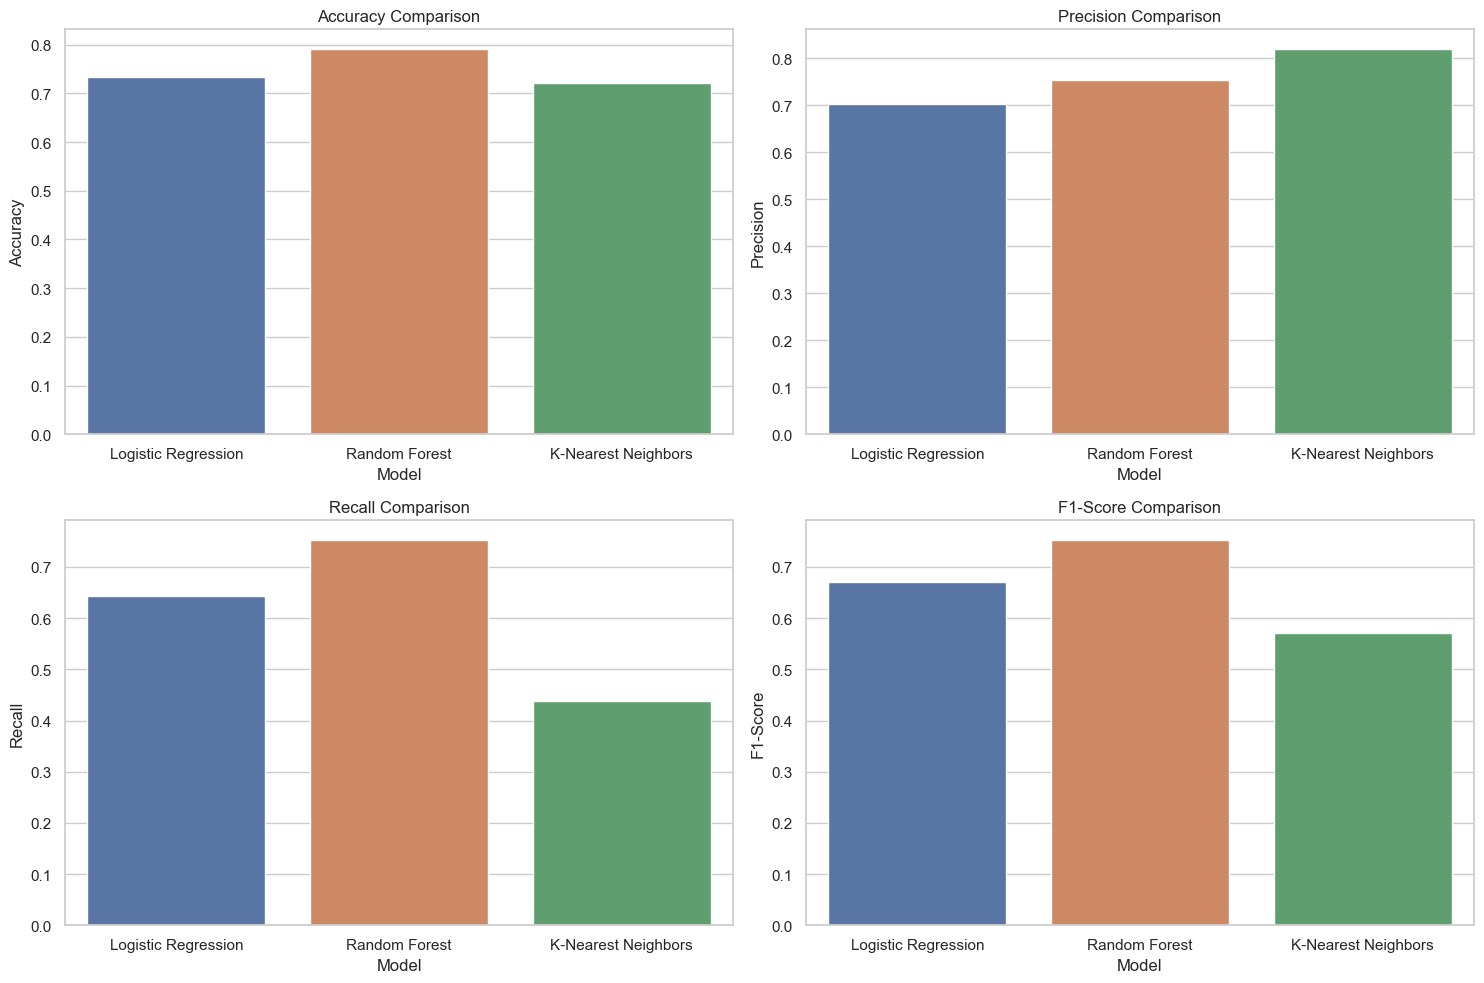 Accuracy Comparison
0.8
0.7
0.6
0.5
0.4
0.3
0.2
0.1
0.0
Accuracy
Logistic Regression
Random Forest
K-Nearest Neighbors
Model
Precision Comparison
0.8
0.7
0.6
0.5
0.4
0.3
0.2
0.1
0.0
Precision
Logistic Regression
Random Forest
K-Nearest Neighbors
Model
Recall Comparison
0.7
0.6
0.5
0.4
0.3
0.2
0.1
0.0
Recall
Logistic Regression
Random Forest
K-Nearest Neighbors
Model
F1-Score Comparison
0.7
0.6
0.5
0.4
0.3
0.2
0.1
0.0
F1-Score
Logistic Regression
Random Forest
K-Nearest Neighbors
Model